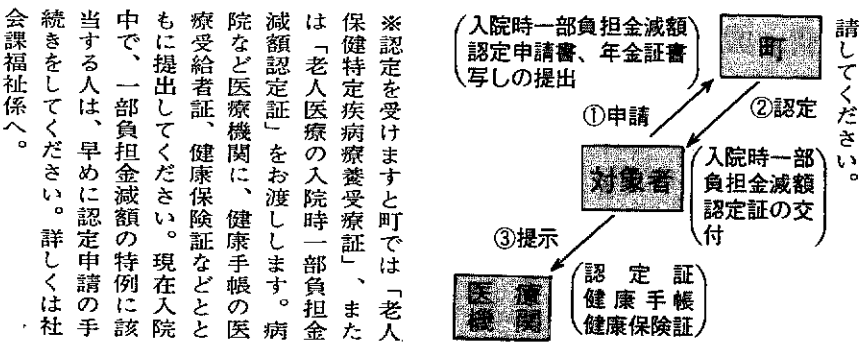 請してください。
町
(入院時一部負担金減額
認定申請書、年金証書
写しの提出)
①申請
②認定
対象者
(入院時一部
負担金減額
認定証の交
付)
③提示
医療
機関
(認定証
健康手帳
健康保険証)
※認定を受けますと町では「老人
保健特定疾病療養受療証」、また
は「老人医療の入院時一部負担金
減額認定証」をお渡しします。病
院など医療機関に、健康手帳の医
療受給者証、健康保険証などとと
もに提出してください。現在入院
中で、一部負担金減額の特例に該
当する人は、早めに認定申請の手
続きをしてください。詳しくは社
会課福祉係へ。